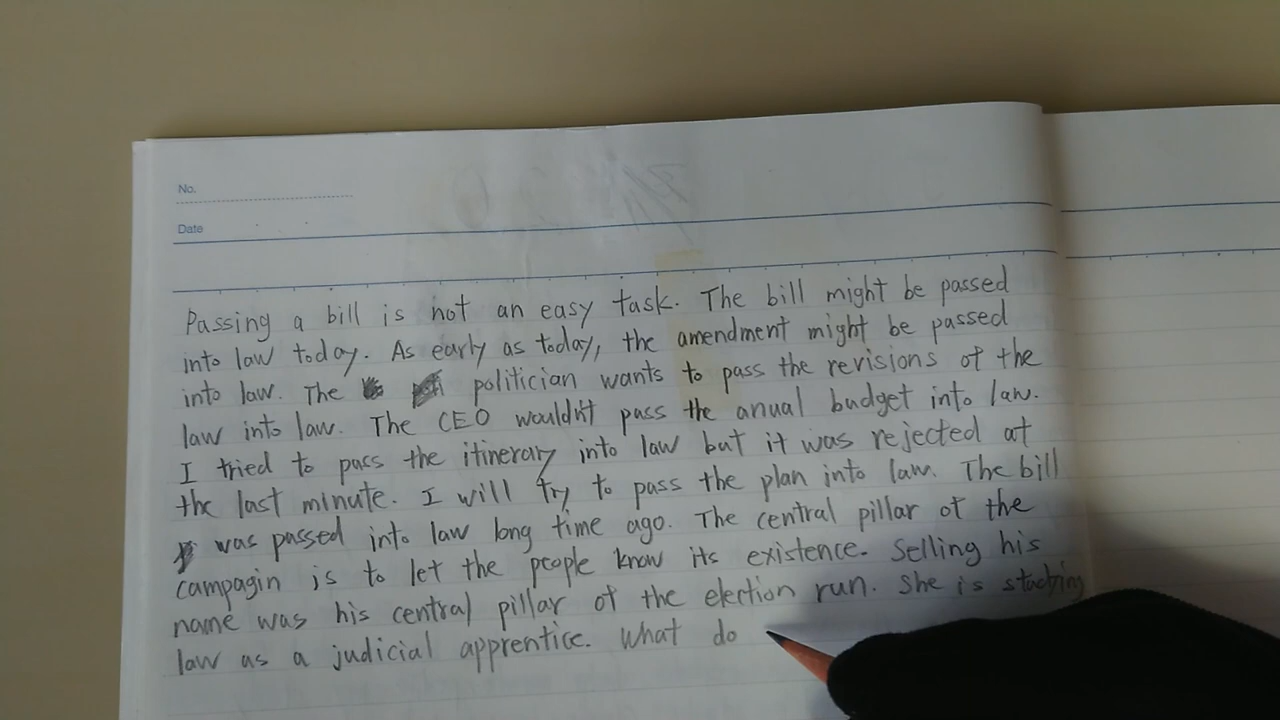 No.
Date
Passing a bill is not an easy task. The bill might be passed
into law today. As early as today, the amendment might be passed
into law. The politician wants to pass the revisions of the
law into law. The CEO wouldn't pass the anual budget into law.
I tried to pass the itinerary into law but it was rejected at
the last minute. I will try to pass the plan into law. The bill
was passed into law long time ago. The central pillar of the
campagin is to let the people know its existence. Selling his
name was his central pillar of the election run. She is
law as a judicial apprentice. What do